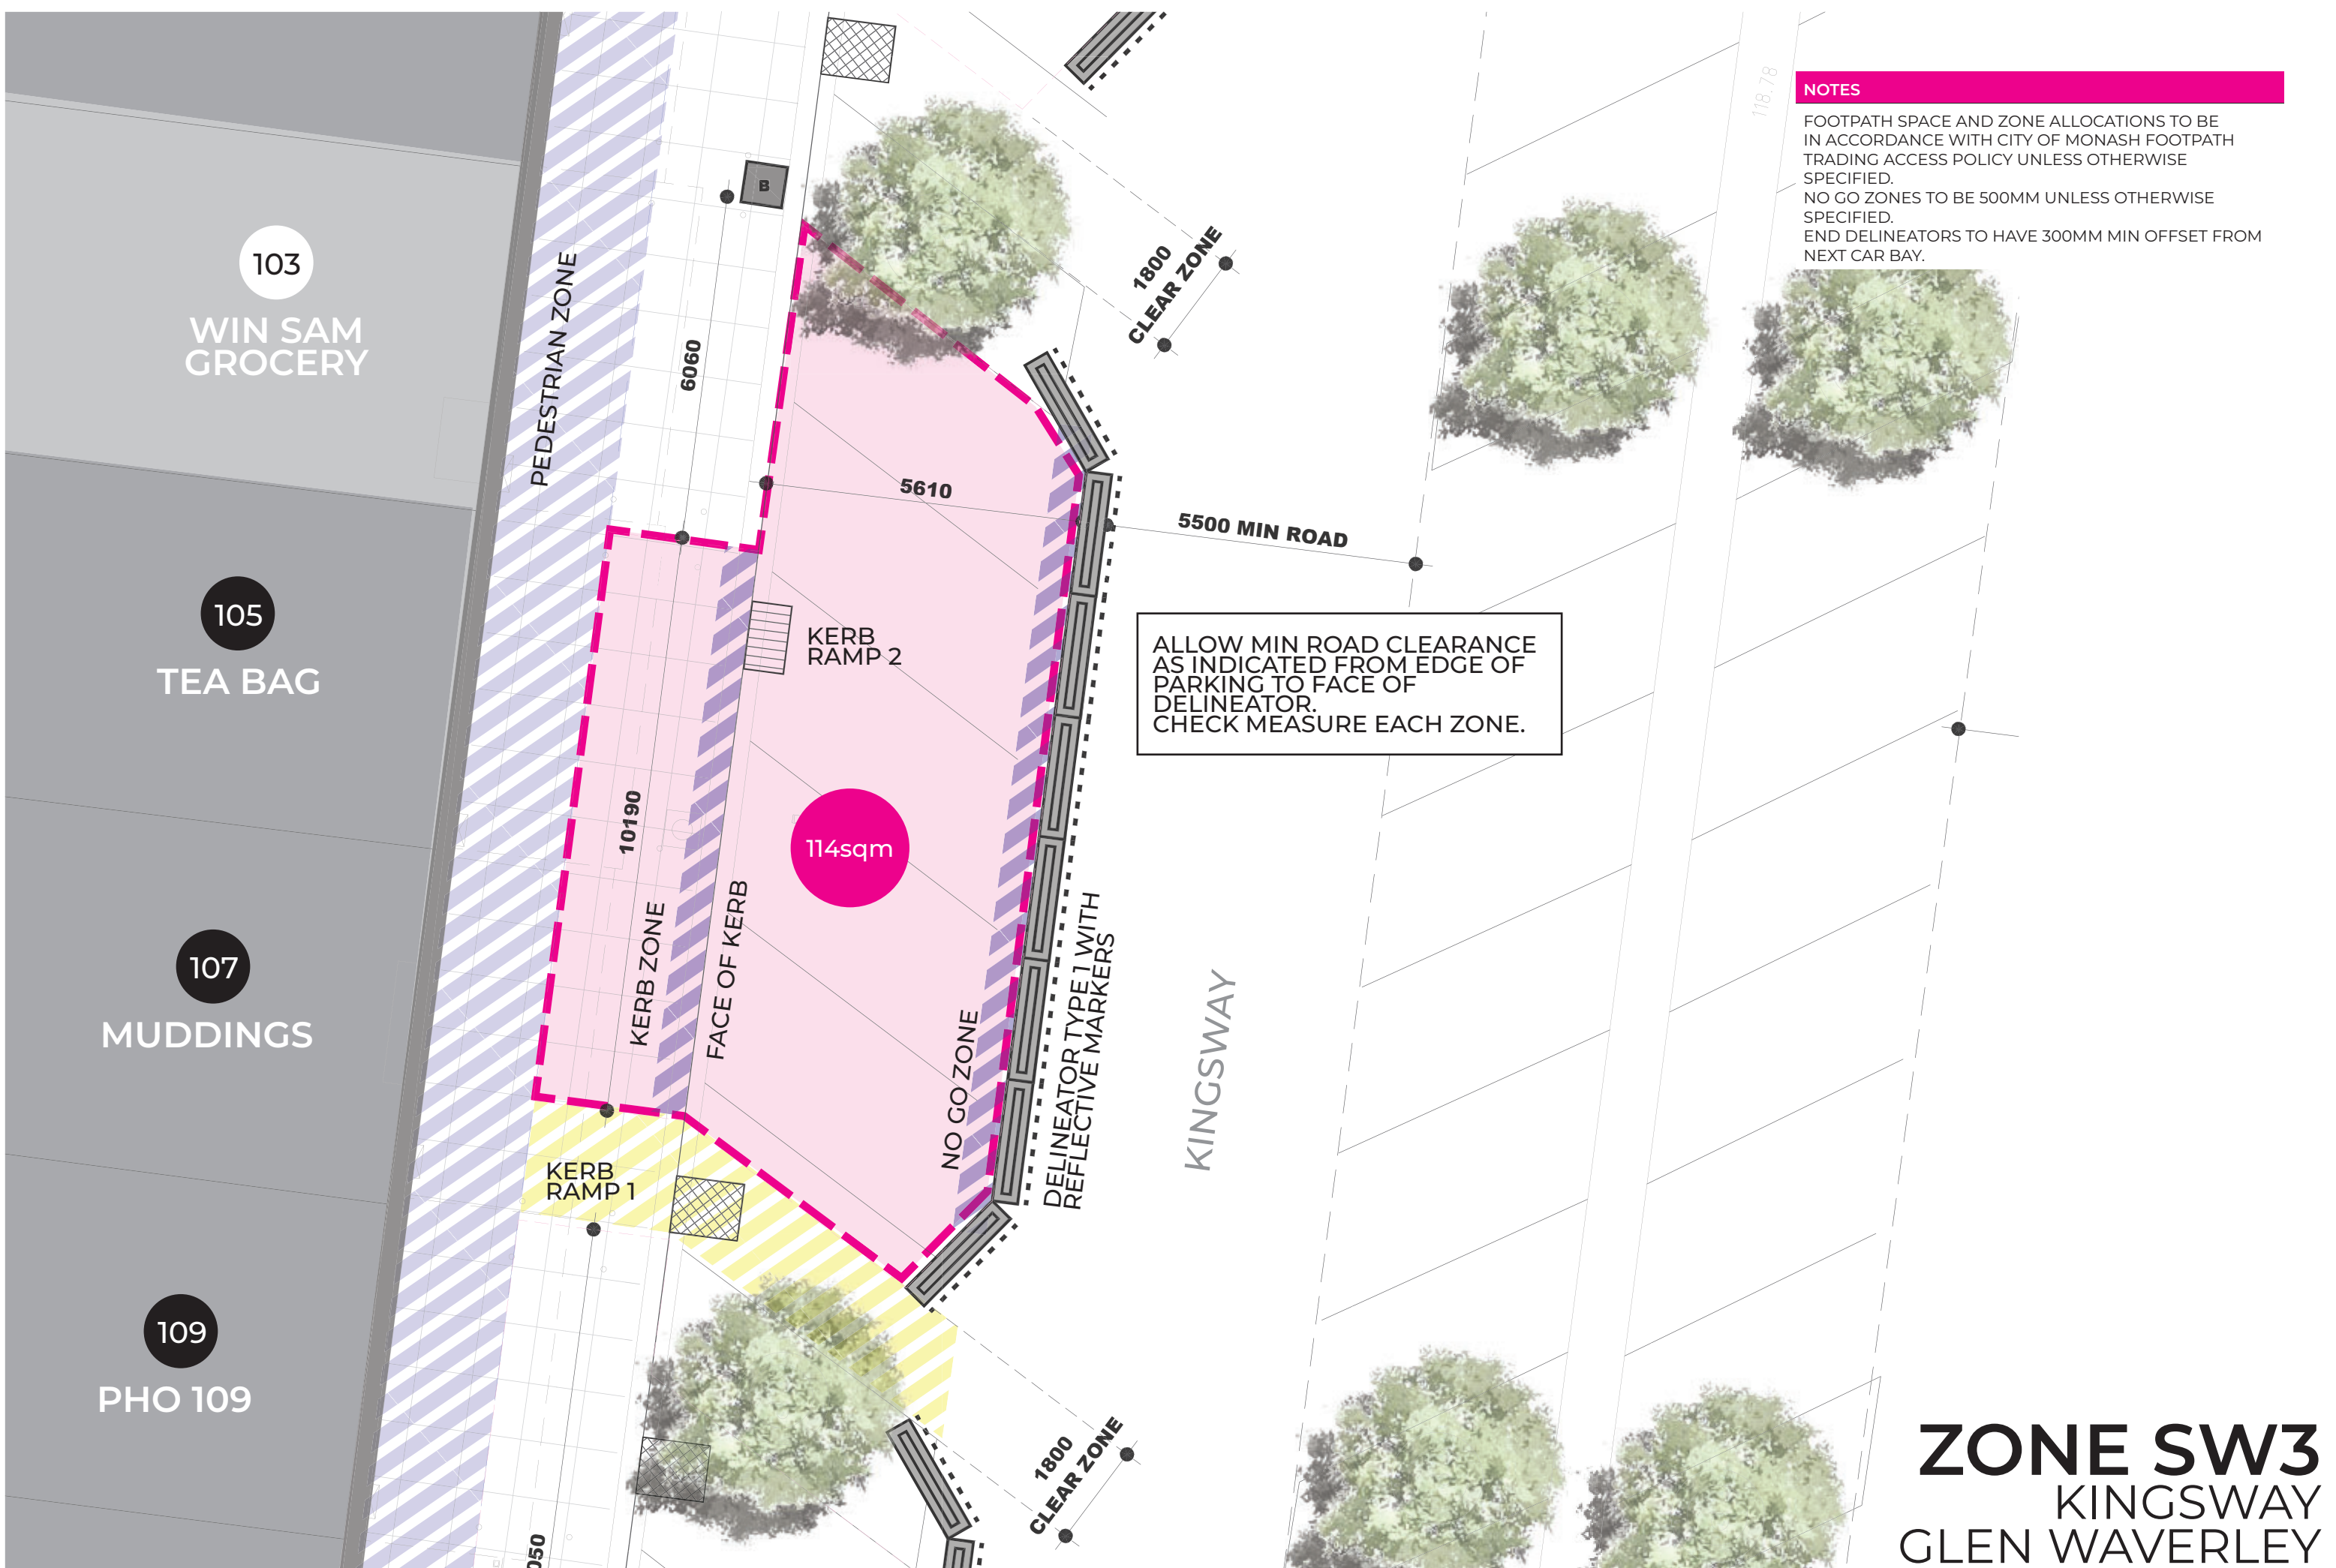 118.78
NOTES
FOOTPATH SPACE AND ZONE ALLOCATIONS TO BE
IN ACCORDANCE WITH CITY OF MONASH FOOTPATH
TRADING ACCESS POLICY UNLESS OTHERWISE
SPECIFIED.
NO GO ZONES TO BE 500MM UNLESS OTHERWISE
SPECIFIED.
END DELINEATORS TO HAVE 300MM MIN OFFSET FROM
NEXT CAR BAY.
B
103
WIN SAM
GROCERY
PEDESTRIAN ZONE
6060
1800
CLEAR ZONE
5610
5500 MIN ROAD
105
TEA BAG
KERB
RAMP 2
ALLOW MIN ROAD CLEARANCE
AS INDICATED FROM EDGE OF
PARKING TO FACE OF
DELINEATOR.
CHECK MEASURE EACH ZONE.
10190
114sqm
107
MUDDINGS
KERB ZONE
FACE OF KERB
NO GO ZONE
DELINEATOR TYPE 1 WITH
REFLECTIVE MARKERS
KINGSWAY
KERB
RAMP 1
109
PHO 109
1800
CLEAR ZONE
ZONE SW3
KINGSWAY
GLEN WAVERLEY